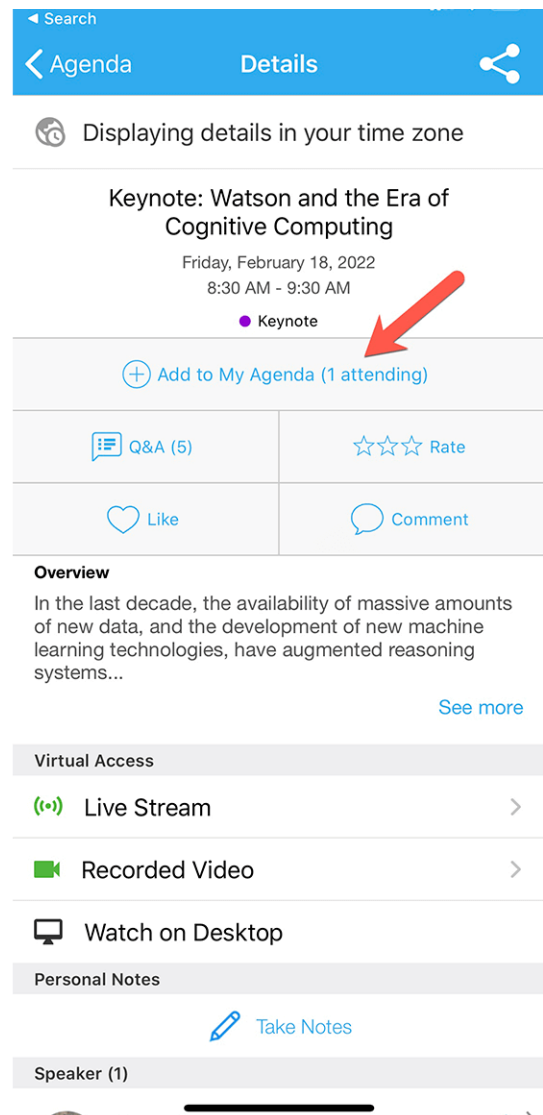 Search
Agenda
Details
Displaying details in your time zone
Keynote: Watson and the Era of
Cognitive Computing
Friday, February 18, 2022
8:30 AM - 9:30 AM
Keynote
Add to My Agenda (1 attending)
Q&A (5)
Rate
Like
Comment
Overview
In the last decade, the availability of massive amounts
of new data, and the development of new machine
learning technologies, have augmented reasoning
systems...
See more
Virtual Access
Live Stream
Recorded Video
Watch on Desktop
Personal Notes
Take Notes
Speaker (1)